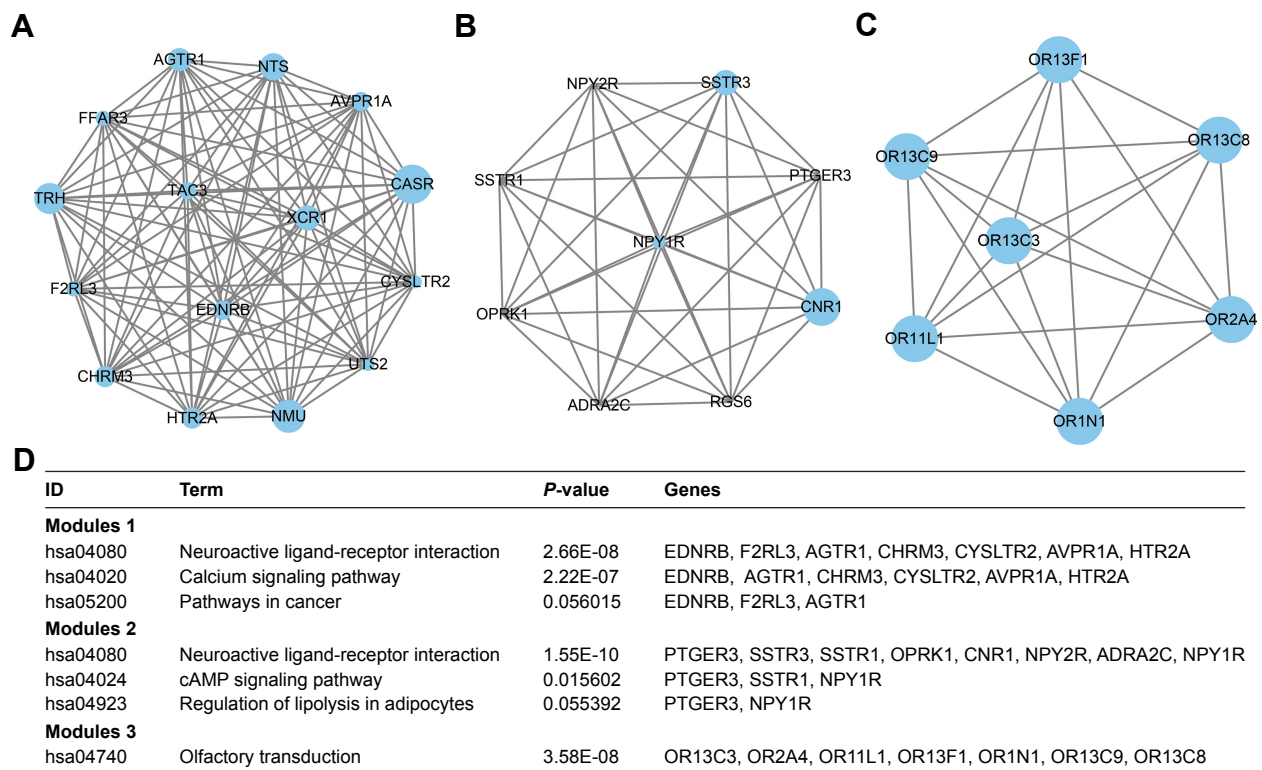 A
B
C
AGTR1
NTS
AVPR1A
FFAR3
TRH
TAC3
CASR
XCR1
F2RL3
EDNRB
CYSLTR2
CHRM3
UTS2
HTR2A
NMU
NPY2R
SSTR3
SSTR1
PTGER3
NPY1R
OPRK1
CNR1
ADRA2C
RGS6
OR13F1
OR13C9
OR13C8
OR13C3
OR11L1
OR2A4
OR1N1
D
ID Term P-value Genes
Modules 1
hsa04080 Neuroactive ligand-receptor interaction 2.66E-08 EDNRB, F2RL3, AGTR1, CHRM3, CYSLTR2, AVPR1A, HTR2A
hsa04020 Calcium signaling pathway 2.22E-07 EDNRB, AGTR1, CHRM3, CYSLTR2, AVPR1A, HTR2A
hsa05200 Pathways in cancer 0.056015 EDNRB, F2RL3, AGTR1
Modules 2
hsa04080 Neuroactive ligand-receptor interaction 1.55E-10 PTGER3, SSTR3, SSTR1, OPRK1, CNR1, NPY2R, ADRA2C, NPY1R
hsa04024 cAMP signaling pathway 0.015602 PTGER3, SSTR1, NPY1R
hsa04923 Regulation of lipolysis in adipocytes 0.055392 PTGER3, NPY1R
Modules 3
hsa04740 Olfactory transduction 3.58E-08 OR13C3, OR2A4, OR11L1, OR13F1, OR1N1, OR13C9, OR13C8